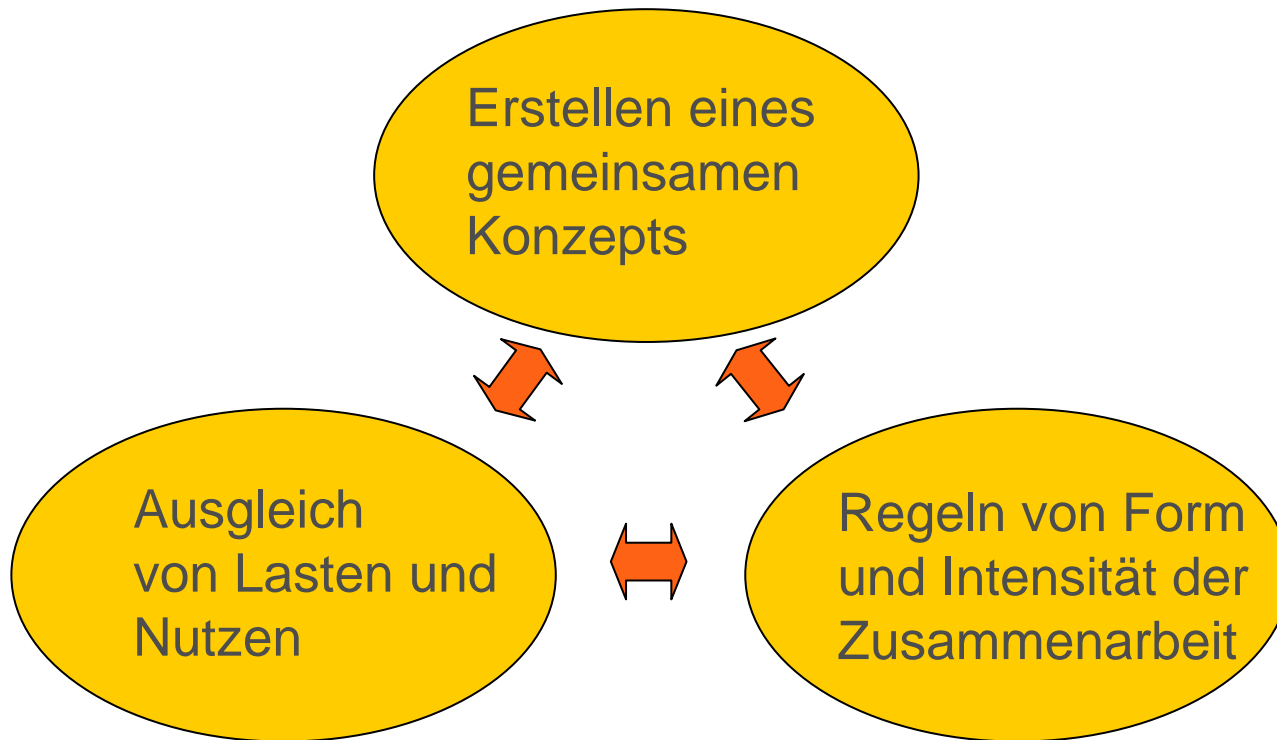 Erstellen eines
gemeinsamen
Konzepts
Ausgleich
von Lasten und
Nutzen
Regeln von Form
und Intensität der
Zusammenarbeit